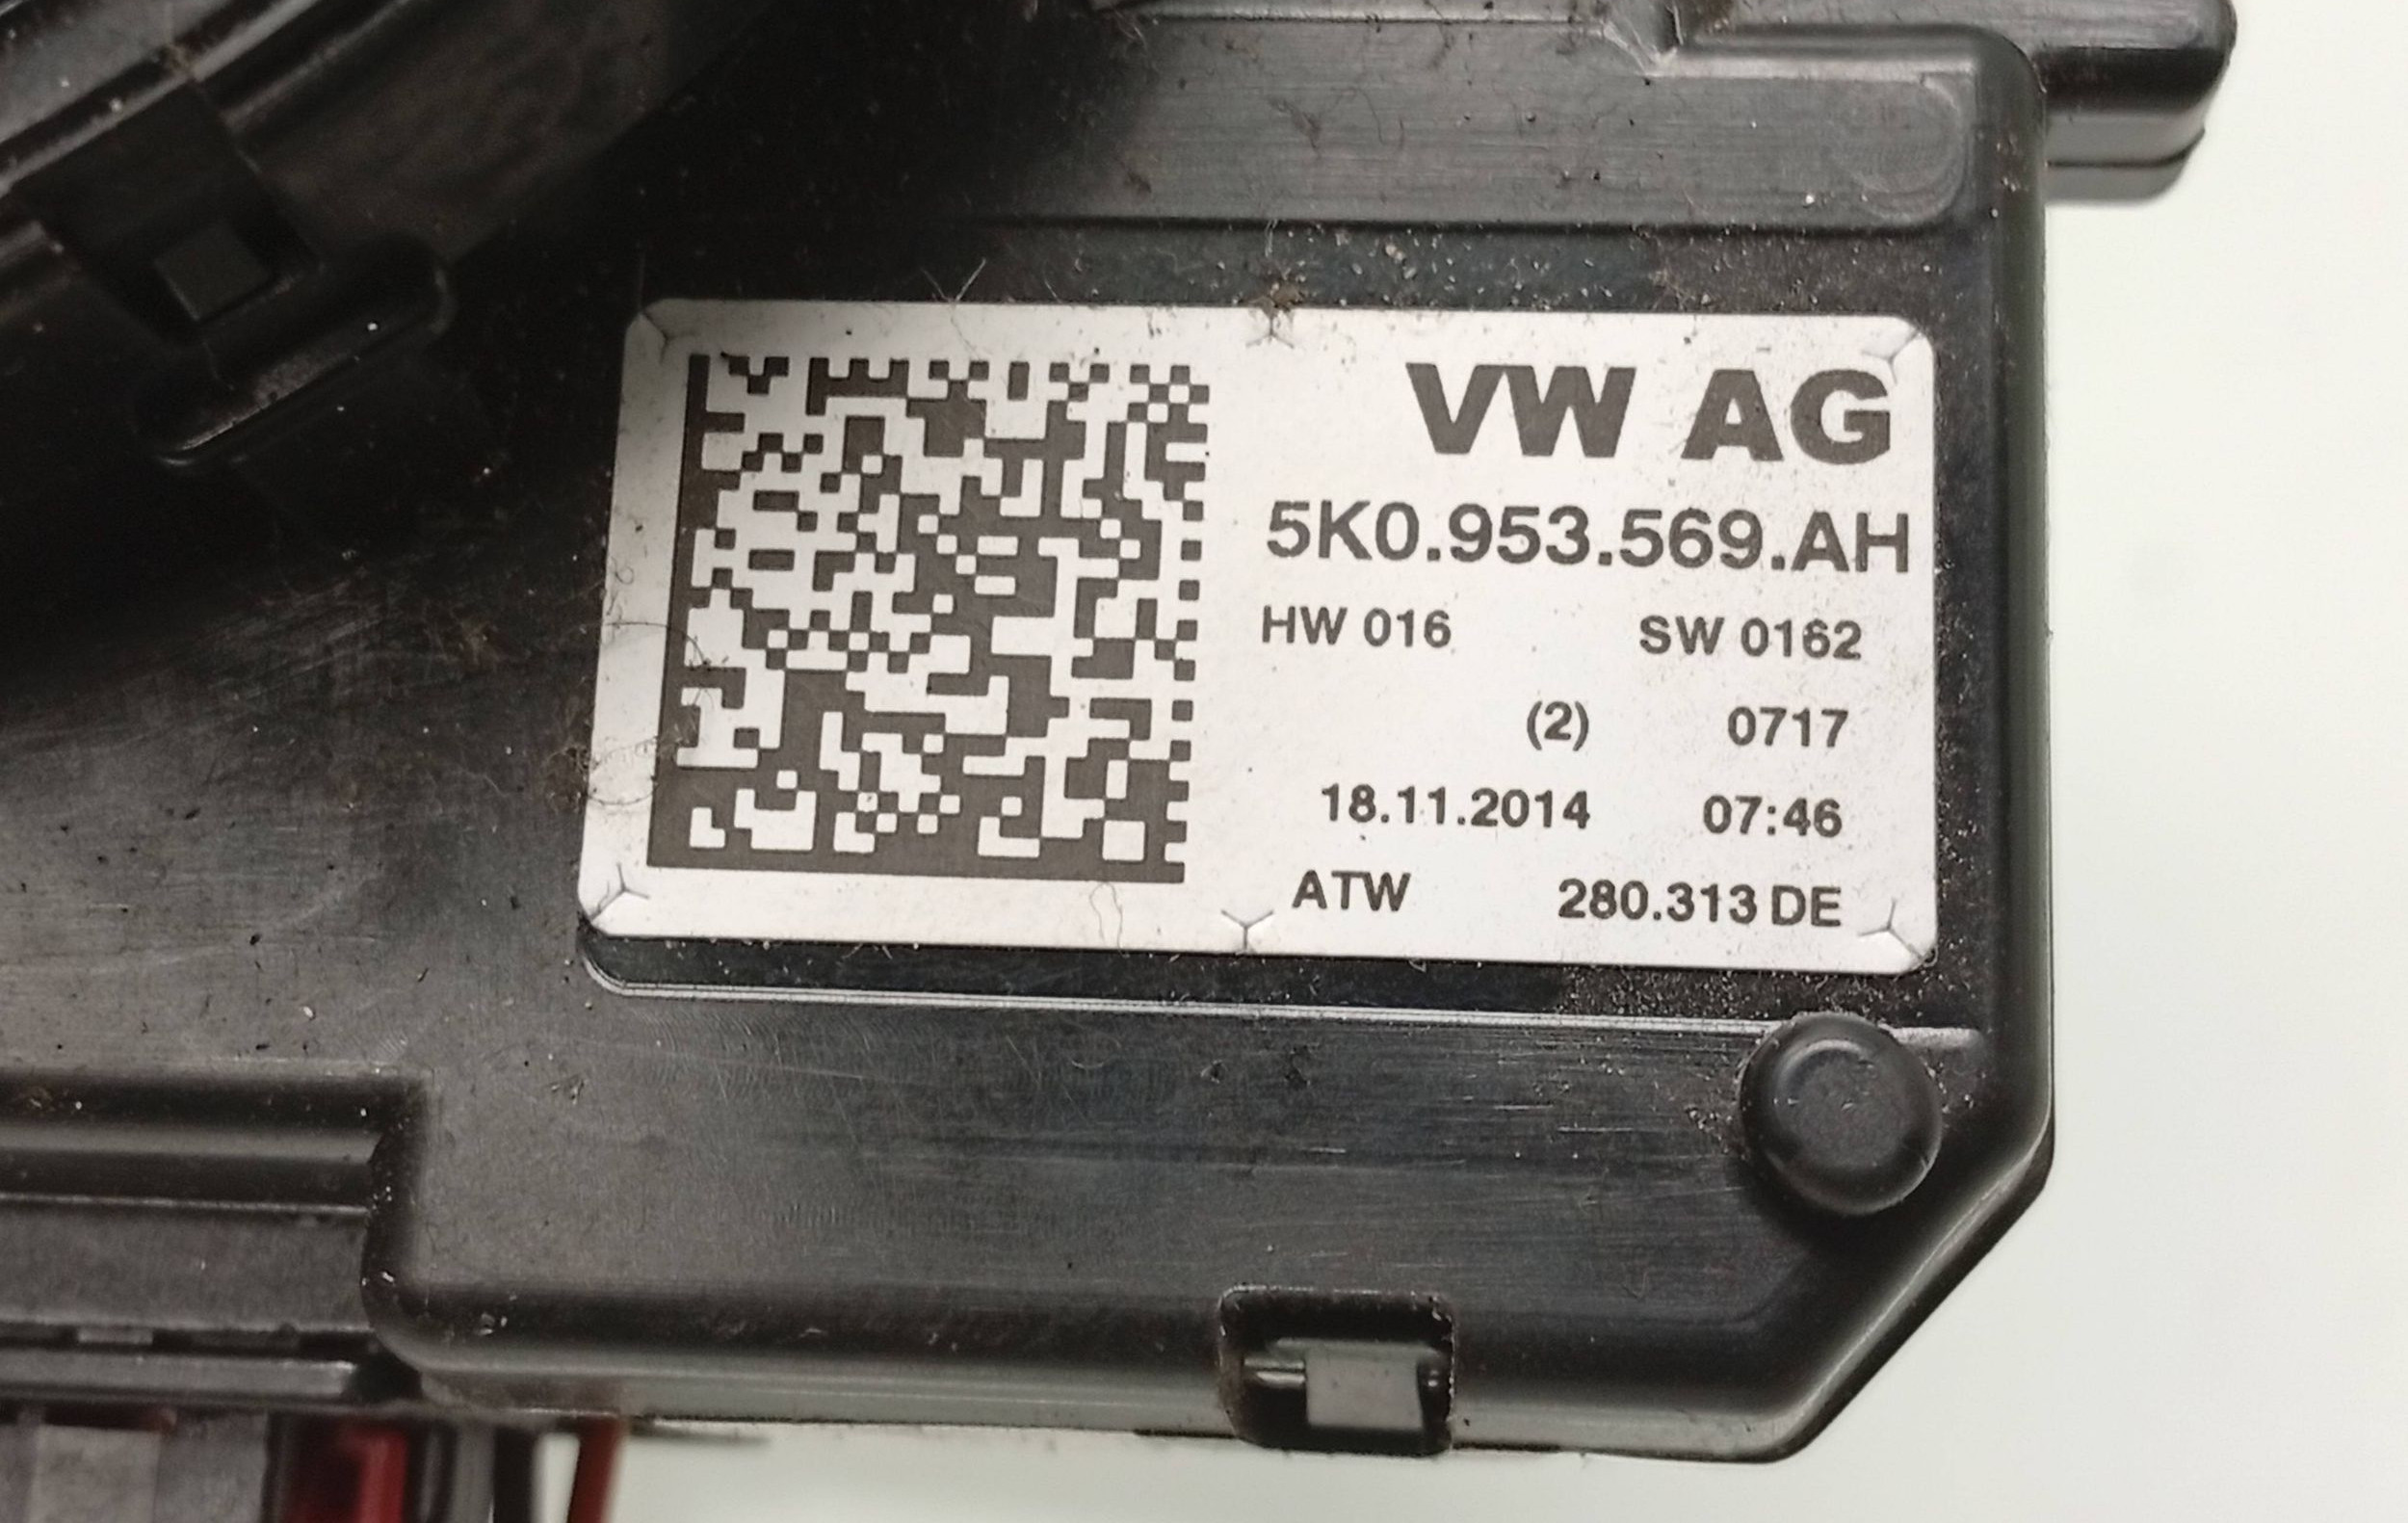 VW AG
5K0.953.569.AH
HW 016 SW 0162
(2) 0717
18.11.2014 07:46
ATW 280.313 DE